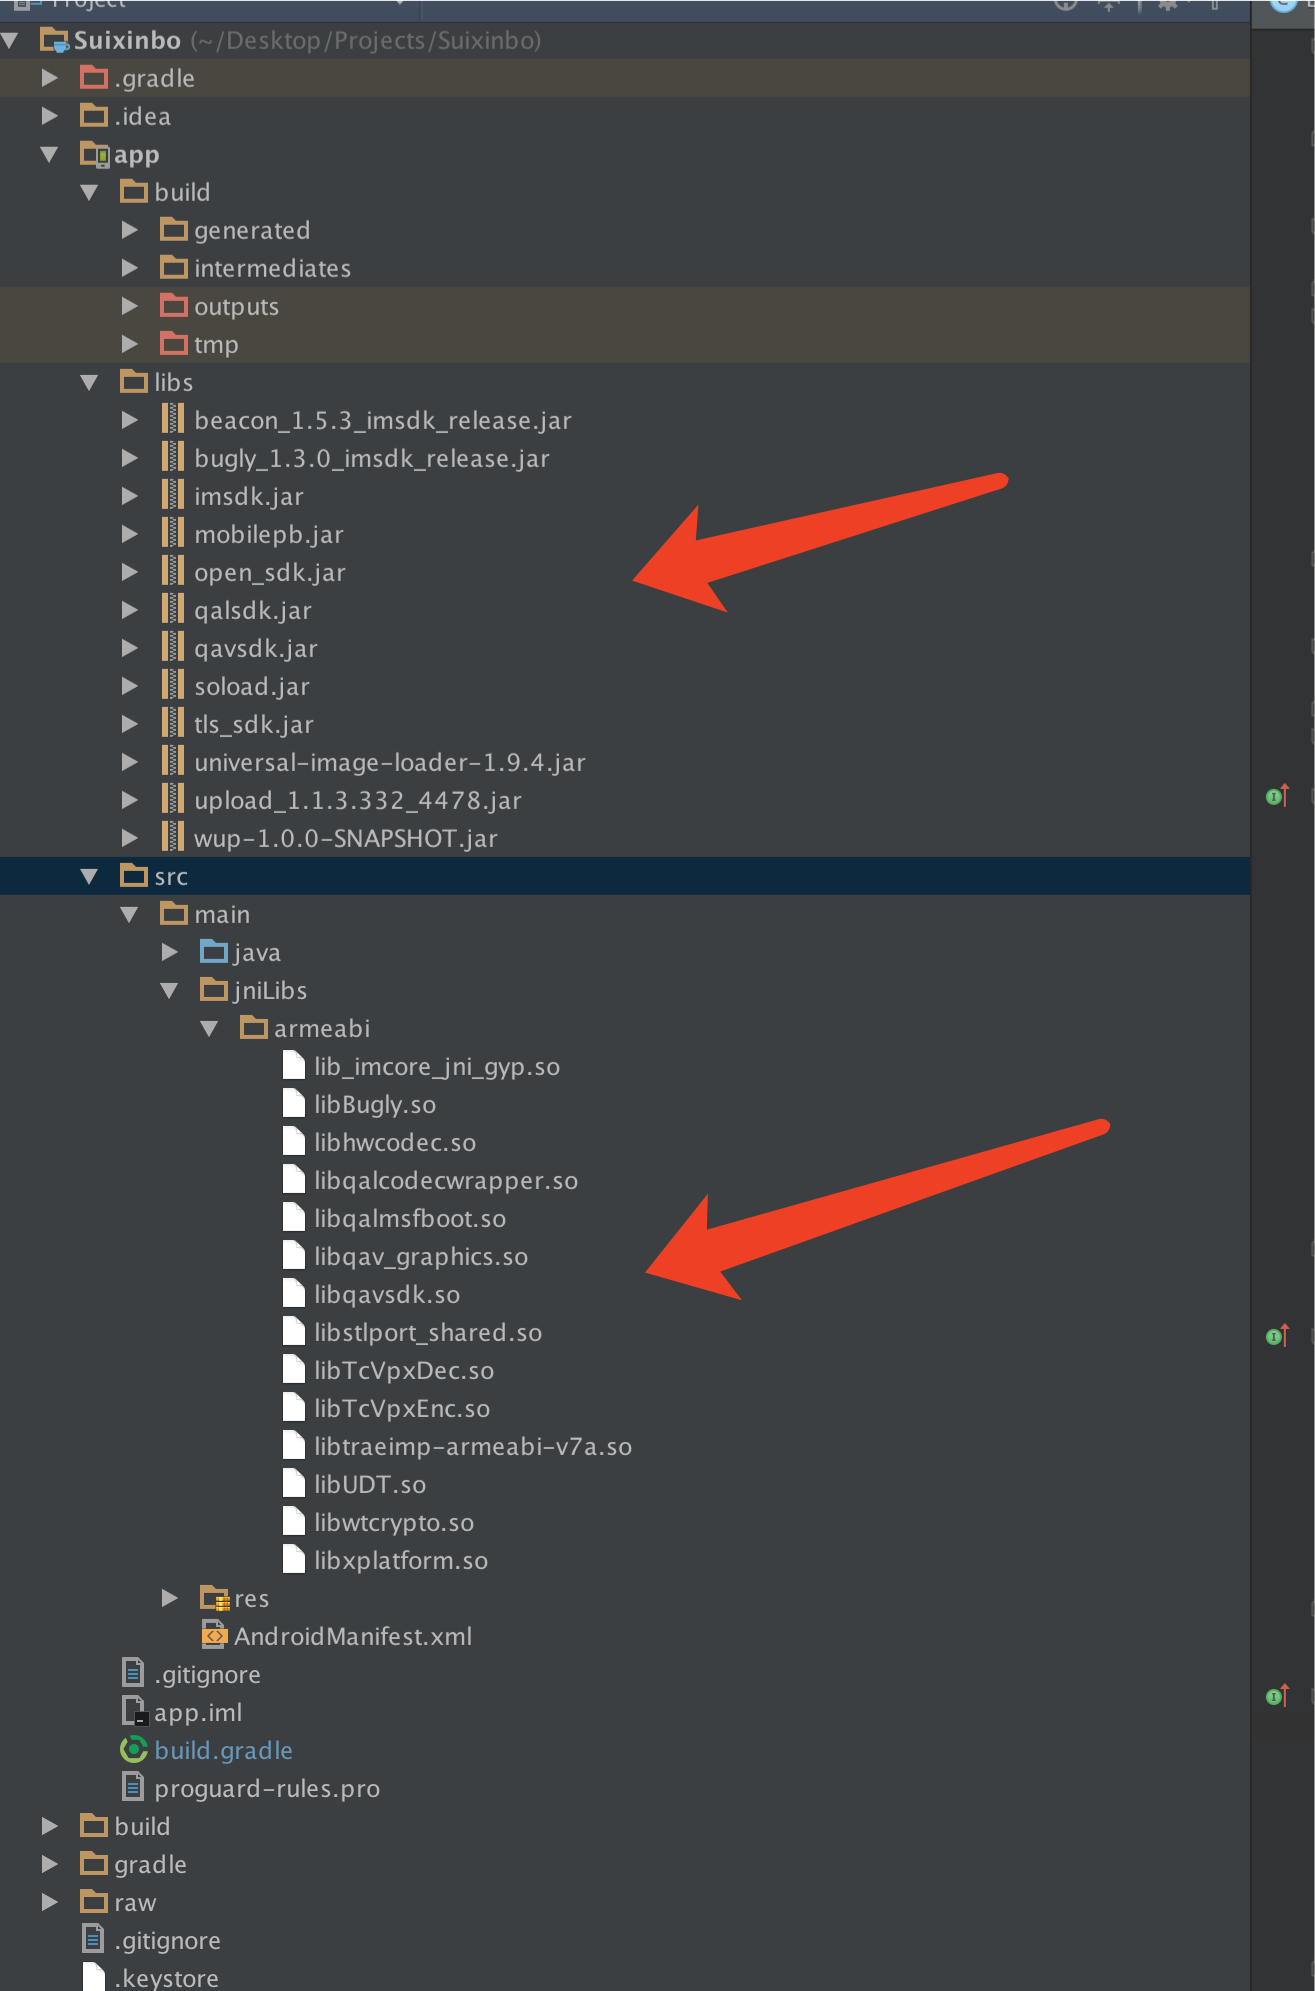 Project
Suixinbo (~/Desktop/Projects/Suixinbo)
.gradle
.idea
app
build
generated
intermediates
outputs
tmp
libs
beacon_1.5.3_imsdk_release.jar
bugly_1.3.0_imsdk_release.jar
imsdk.jar
mobilepb.jar
open_sdk.jar
qalsdk.jar
qavsdk.jar
soload.jar
tls_sdk.jar
universal-image-loader-1.9.4.jar
upload_1.1.3.332_4478.jar
wup-1.0.0-SNAPSHOT.jar
src
main
java
jniLibs
armeabi
lib_imcore_jni_gyp.so
libBugly.so
libhwcodec.so
libqalcodecwrapper.so
libqalmsfboot.so
libqav_graphics.so
libqavsdk.so
libstlport_shared.so
libTcVpxDec.so
libTcVpxEnc.so
libtraeimp-armeabi-v7a.so
libUDT.so
libwtcrypto.so
libxplatform.so
res
AndroidManifest.xml
.gitignore
app.iml
build.gradle
proguard-rules.pro
build
gradle
raw
.gitignore
.keystore